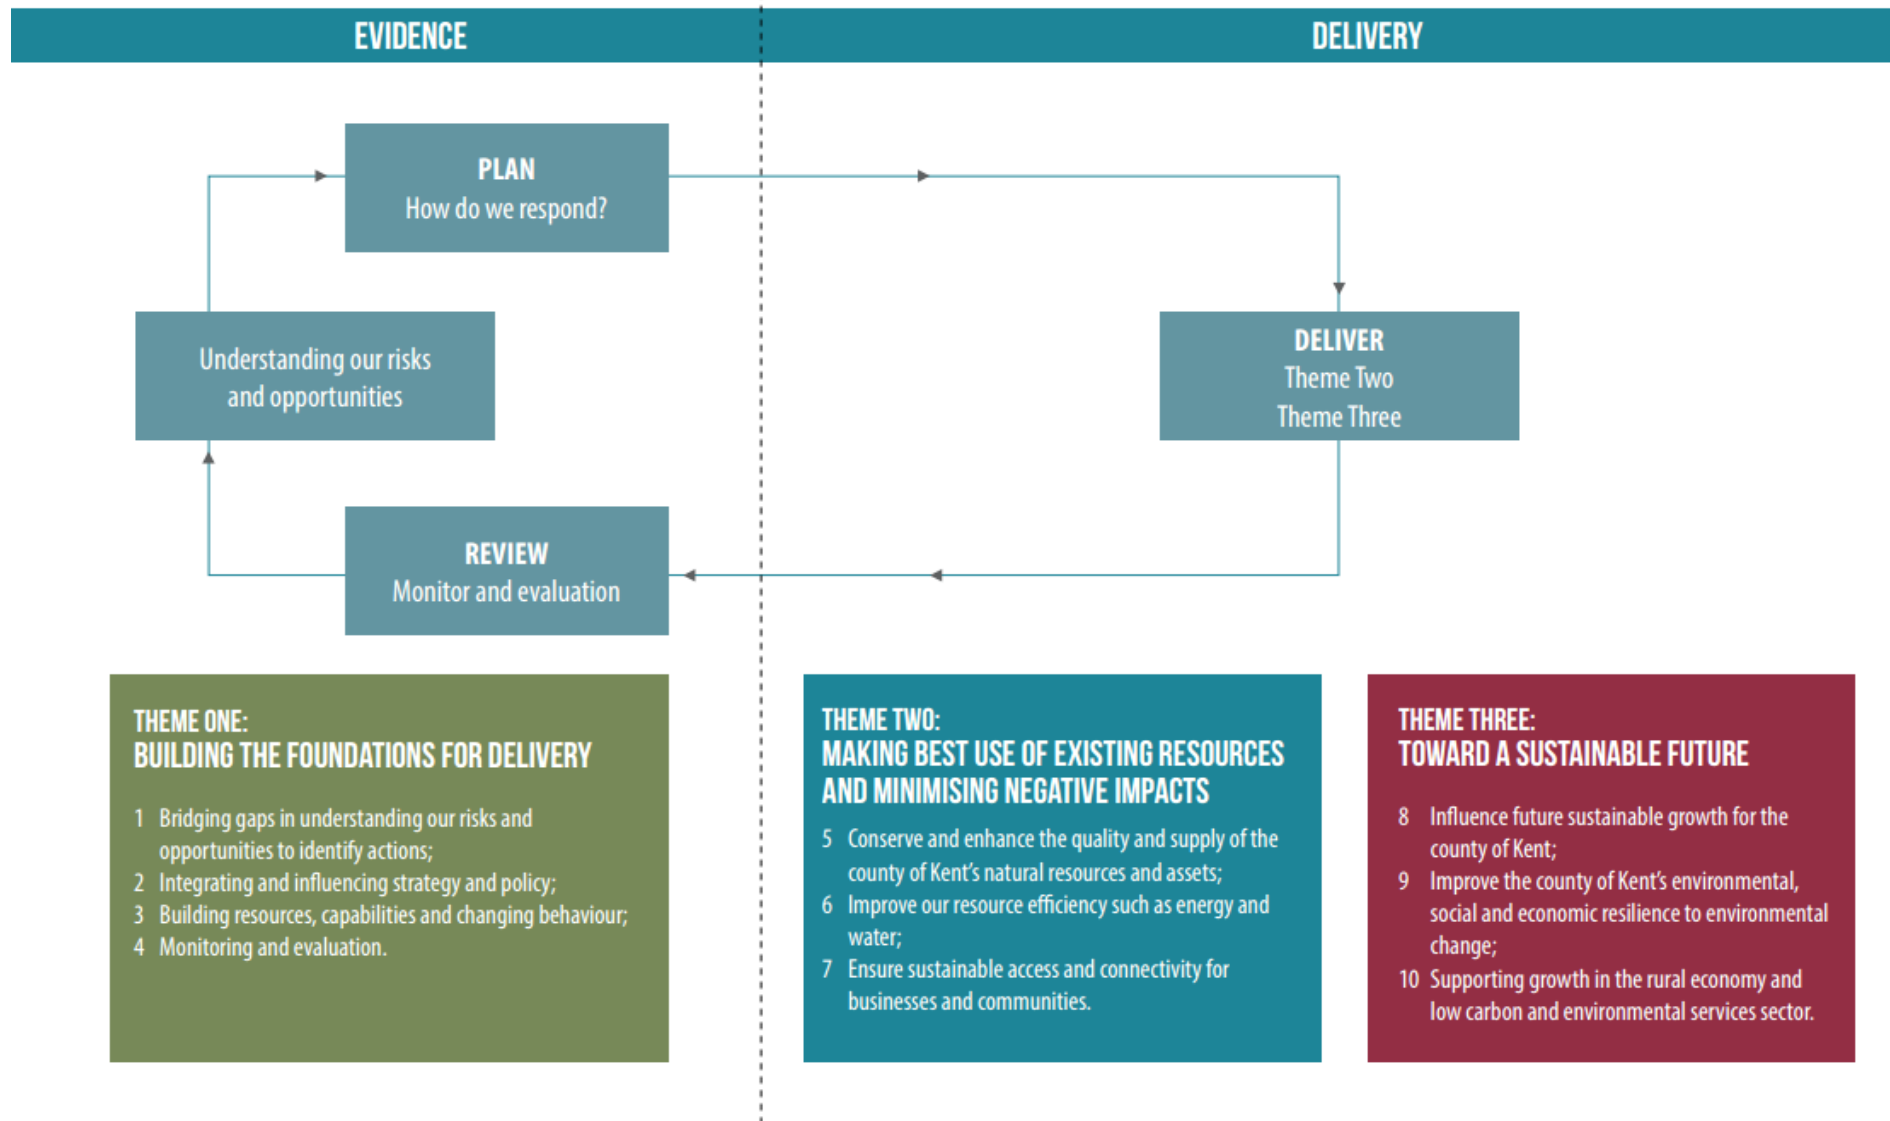 EVIDENCE
DELIVERY
PLAN
How do we respond?
Understanding our risks
and opportunities
DELIVER
Theme Two
Theme Three
REVIEW
Monitor and evaluation
THEME ONE:
BUILDING THE FOUNDATIONS FOR DELIVERY
1 Bridging gaps in understanding our risks and
opportunities to identify actions;
2 Integrating and influencing strategy and policy;
3 Building resources, capabilities and changing behaviour;
4 Monitoring and evaluation.
THEME TWO:
MAKING BEST USE OF EXISTING RESOURCES
AND MINIMISING NEGATIVE IMPACTS
5 Conserve and enhance the quality and supply of the
county of Kent’s natural resources and assets;
6 Improve our resource efficiency such as energy and
water;
7 Ensure sustainable access and connectivity for
businesses and communities.
THEME THREE:
TOWARD A SUSTAINABLE FUTURE
8 Influence future sustainable growth for the
county of Kent;
9 Improve the county of Kent’s environmental,
social and economic resilience to environmental
change;
10 Supporting growth in the rural economy and
low carbon and environmental services sector.